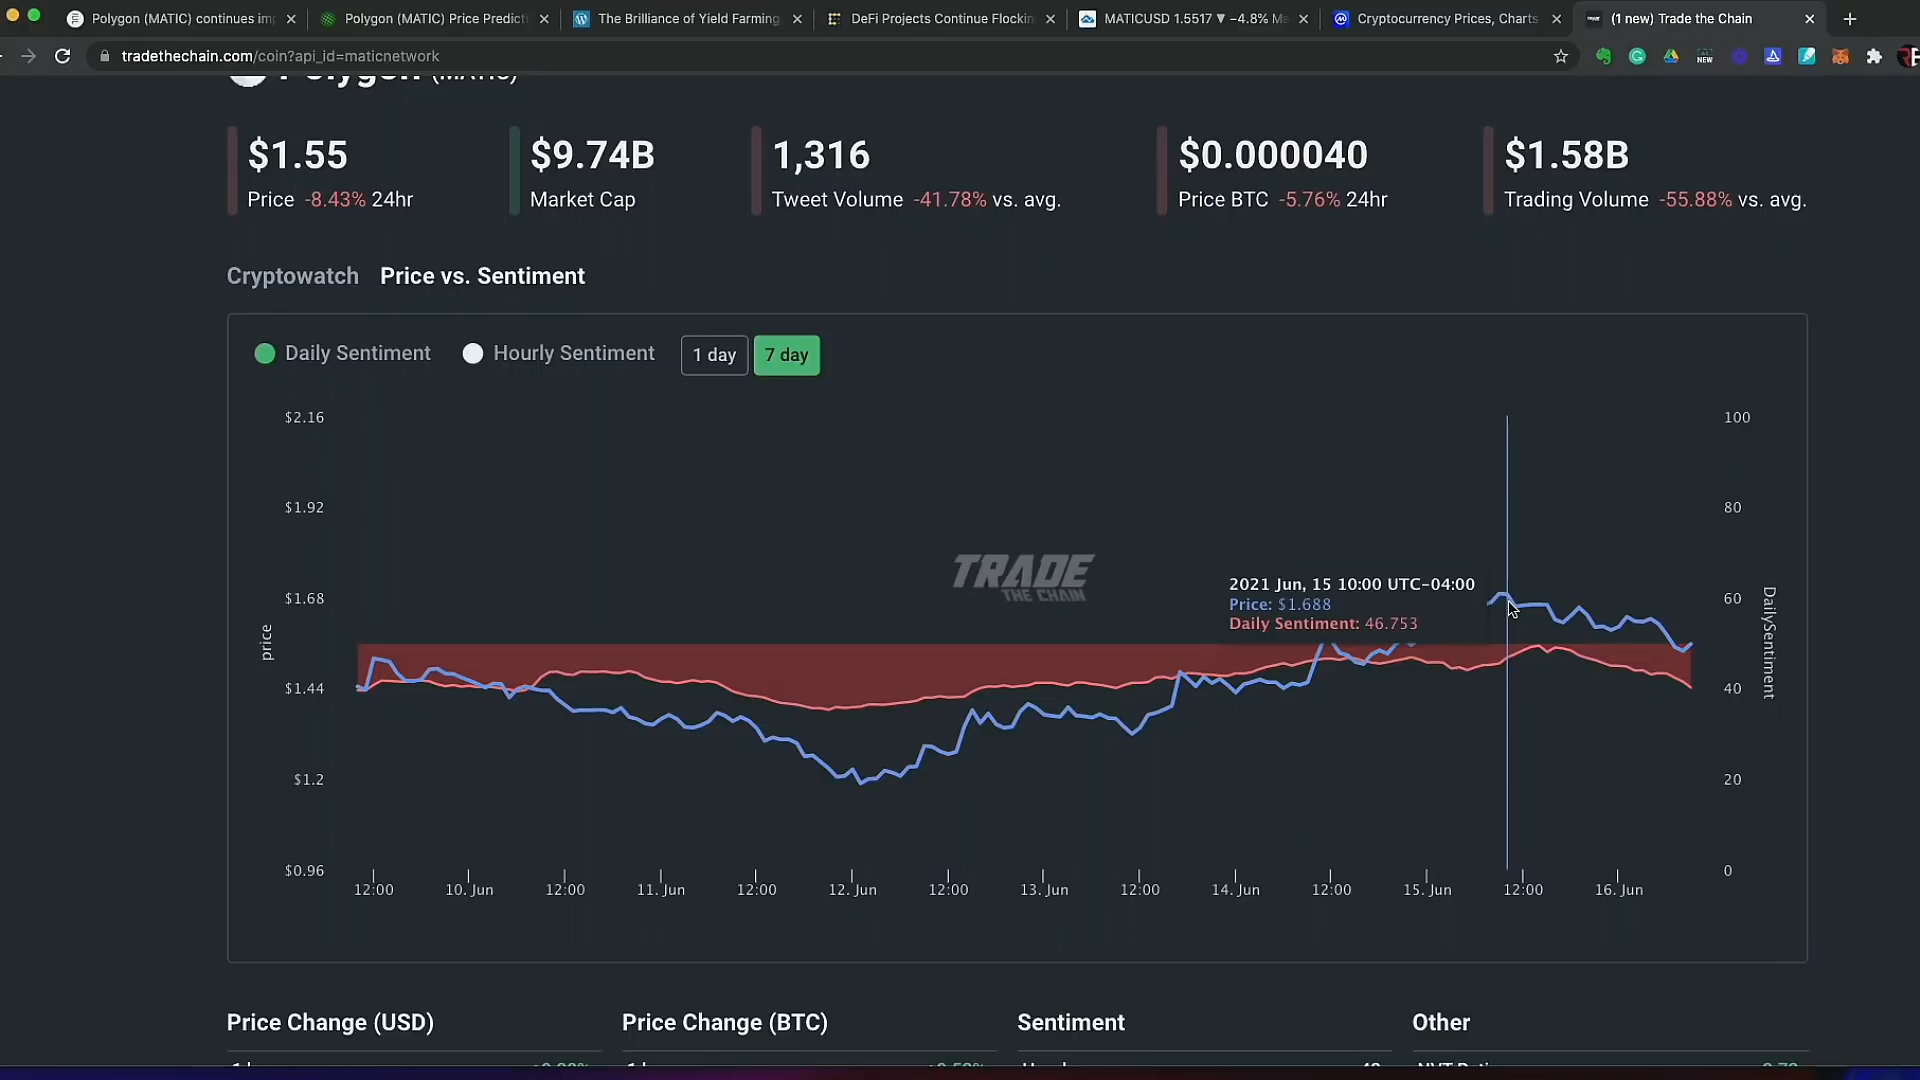 Polygon (MATIC) continues im
Polygon (MATIC) Price Predict
The Brilliance of Yield Farming
DeFi Projects Continue Flockin
MATICUSD 1.5517 ▼ −4.8% Ma
Cryptocurrency Prices, Charts
(1 new) Trade the Chain
tradethechain.com/coin?api_id=maticnetwork
NEW
Polygon (MATIC)
$1.55
Price -8.43% 24hr
$9.74B
Market Cap
1,316
Tweet Volume -41.78% vs. avg.
$0.000040
Price BTC -5.76% 24hr
$1.58B
Trading Volume -55.88% vs. avg.
Cryptowatch Price vs. Sentiment
Daily Sentiment Hourly Sentiment 1 day 7 day
$2.16 100
$1.92 80
$1.68 60
$1.44 40
$1.2 20
$0.96 0
price
DailySentiment
TRADE
THE CHAIN
2021 Jun, 15 10:00 UTC−04:00
Price: $1.688
Daily Sentiment: 46.753
12:00 10. Jun 12:00 11. Jun 12:00 12. Jun 12:00 13. Jun 12:00 14. Jun 12:00 15. Jun 12:00 16. Jun
Price Change (USD) Price Change (BTC) Sentiment Other